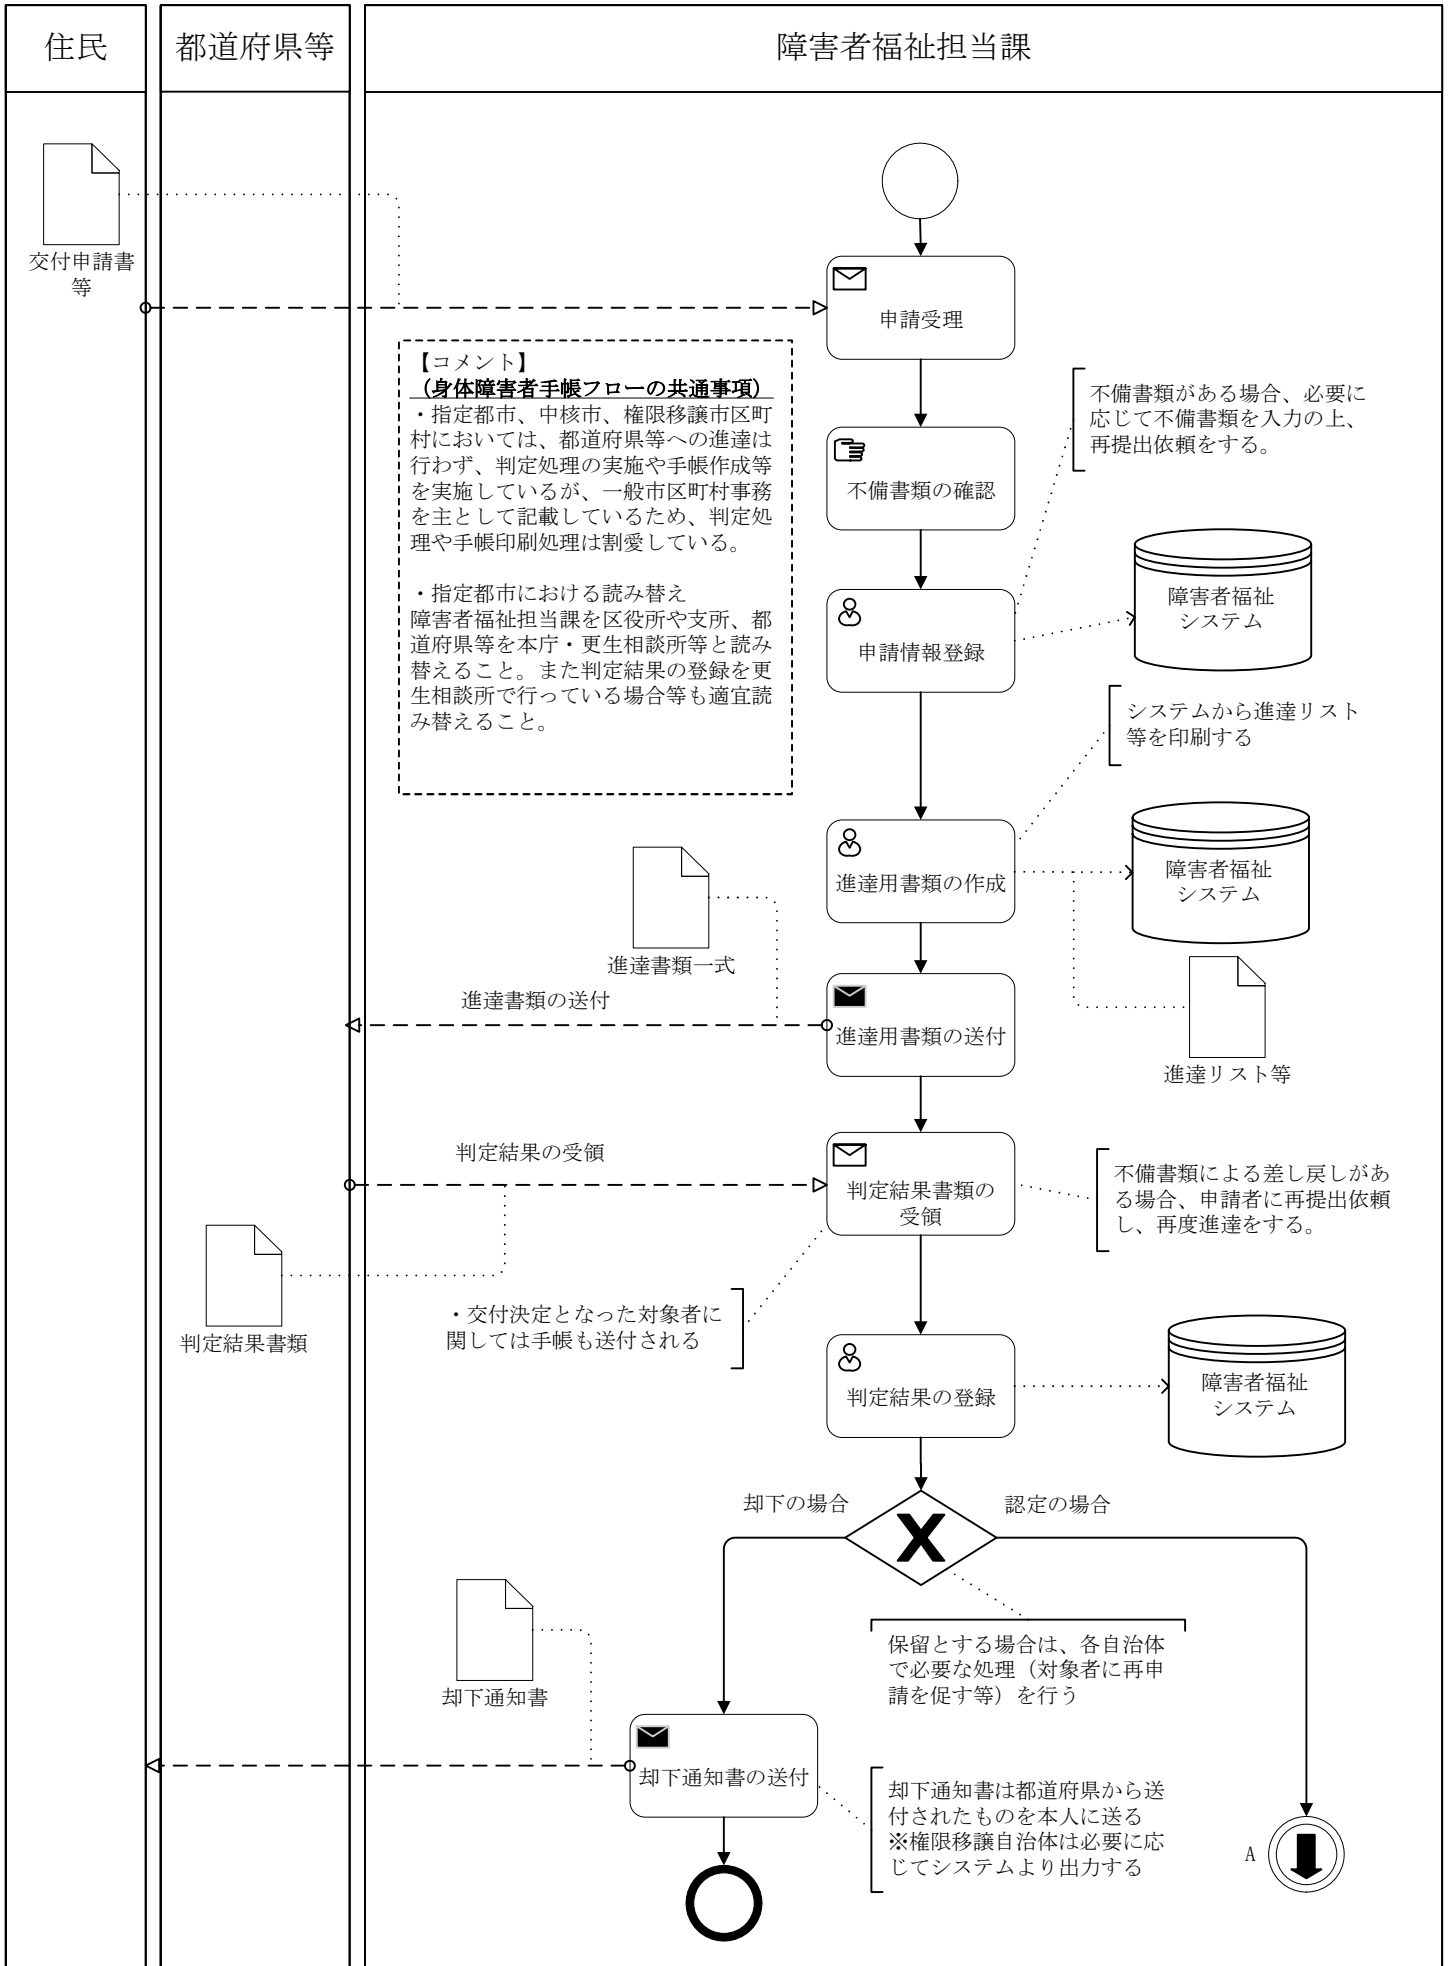 住民
都道府県等
障害者福祉担当課
交付申請書
等
申請受理
【コメント】
（身体障害者手帳フローの共通事項）
・指定都市、中核市、権限移譲市区町
村においては、都道府県等への進達は
行わず、判定処理の実施や手帳作成等
を実施しているが、一般市区町村事務
を主として記載しているため、判定処
理や手帳印刷処理は割愛している。
・指定都市における読み替え
障害者福祉担当課を区役所や支所、都
道府県等を本庁・更生相談所等と読み
替えること。また判定結果の登録を更
生相談所で行っている場合等も適宜読
み替えること。
不備書類がある場合、必要に
応じて不備書類を入力の上、
再提出依頼をする。
不備書類の確認
障害者福祉
システム
申請情報登録
システムから進達リスト
等を印刷する
進達用書類の作成
障害者福祉
システム
進達書類一式
進達書類の送付
進達用書類の送付
進達リスト等
判定結果の受領
判定結果書類の
受領
不備書類による差し戻しがあ
る場合、申請者に再提出依頼
し、再度進達をする。
判定結果書類
・交付決定となった対象者に
関しては手帳も送付される
判定結果の登録
障害者福祉
システム
却下の場合
認定の場合
却下通知書
保留とする場合は、各自治体
で必要な処理（対象者に再申
請を促す等）を行う
却下通知書の送付
却下通知書は都道府県から送
付されたものを本人に送る
※権限移譲自治体は必要に応
じてシステムより出力する
A